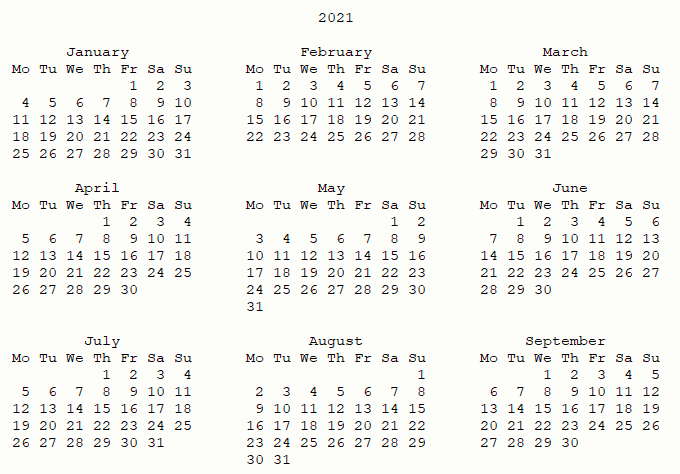 2021
January February March
Mo Tu We Th Fr Sa Su Mo Tu We Th Fr Sa Su Mo Tu We Th Fr Sa Su
1 2 3 1 2 3 4 5 6 7 1 2 3 4 5 6 7
4 5 6 7 8 9 10 8 9 10 11 12 13 14 8 9 10 11 12 13 14
11 12 13 14 15 16 17 15 16 17 18 19 20 21 15 16 17 18 19 20 21
18 19 20 21 22 23 24 22 23 24 25 26 27 28 22 23 24 25 26 27 28
25 26 27 28 29 30 31 29 30 31
April May June
Mo Tu We Th Fr Sa Su Mo Tu We Th Fr Sa Su Mo Tu We Th Fr Sa Su
1 2 3 4 1 2 1 2 3 4 5 6
5 6 7 8 9 10 11 3 4 5 6 7 8 9 7 8 9 10 11 12 13
12 13 14 15 16 17 18 10 11 12 13 14 15 16 14 15 16 17 18 19 20
19 20 21 22 23 24 25 17 18 19 20 21 22 23 21 22 23 24 25 26 27
26 27 28 29 30 24 25 26 27 28 29 30 28 29 30
31
July August September
Mo Tu We Th Fr Sa Su Mo Tu We Th Fr Sa Su Mo Tu We Th Fr Sa Su
1 2 3 4 1 1 2 3 4 5
5 6 7 8 9 10 11 2 3 4 5 6 7 8 6 7 8 9 10 11 12
12 13 14 15 16 17 18 9 10 11 12 13 14 15 13 14 15 16 17 18 19
19 20 21 22 23 24 25 16 17 18 19 20 21 22 20 21 22 23 24 25 26
26 27 28 29 30 31 23 24 25 26 27 28 29 27 28 29 30
30 31